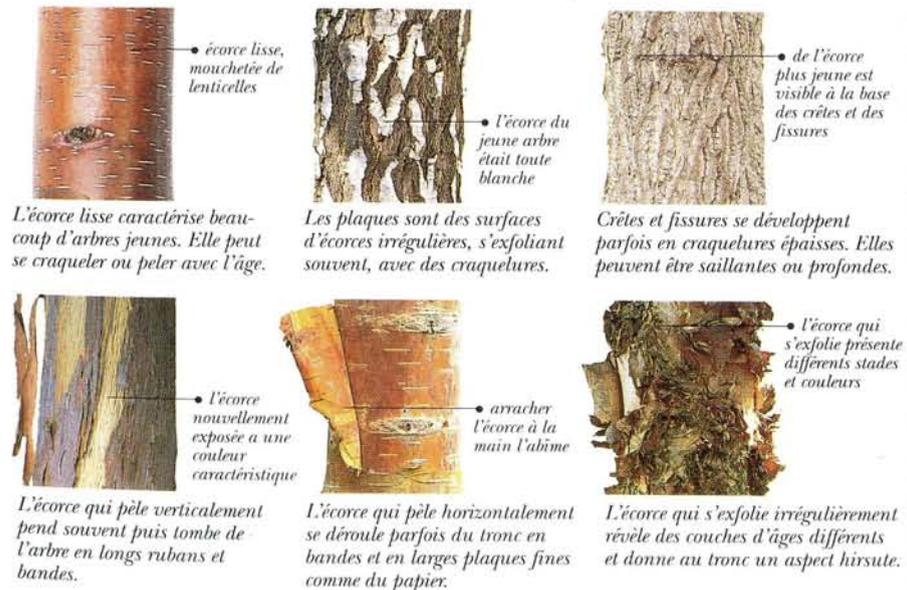 écorce lisse,
mouchetée de
lenticelles
L'écorce lisse caractérise beau-
coup d'arbres jeunes. Elle peut
se craqueler ou peler avec l'âge.
l'écorce du
jeune arbre
était toute
blanche
Les plaques sont des surfaces
d'écorces irrégulières, s'exfoliant
souvent, avec des craquelures.
de l'écorce
plus jeune est
visible à la base
des crêtes et des
fissures
Crêtes et fissures se développent
parfois en craquelures épaisses. Elles
peuvent être saillantes ou profondes.
l'écorce
nouvellement
exposée a une
couleur
caractéristique
L'écorce qui pèle verticalement
pend souvent puis tombe de
l'arbre en longs rubans et
bandes.
arracher
l'écorce à la
main l'abîme
L'écorce qui pèle horizontalement
se déroule parfois du tronc en
bandes et en larges plaques fines
comme du papier.
l'écorce qui
s'exfolie présente
différents stades
et couleurs
L'écorce qui s'exfolie irrégulièrement
révèle des couches d'âges différents
et donne au tronc un aspect hirsute.